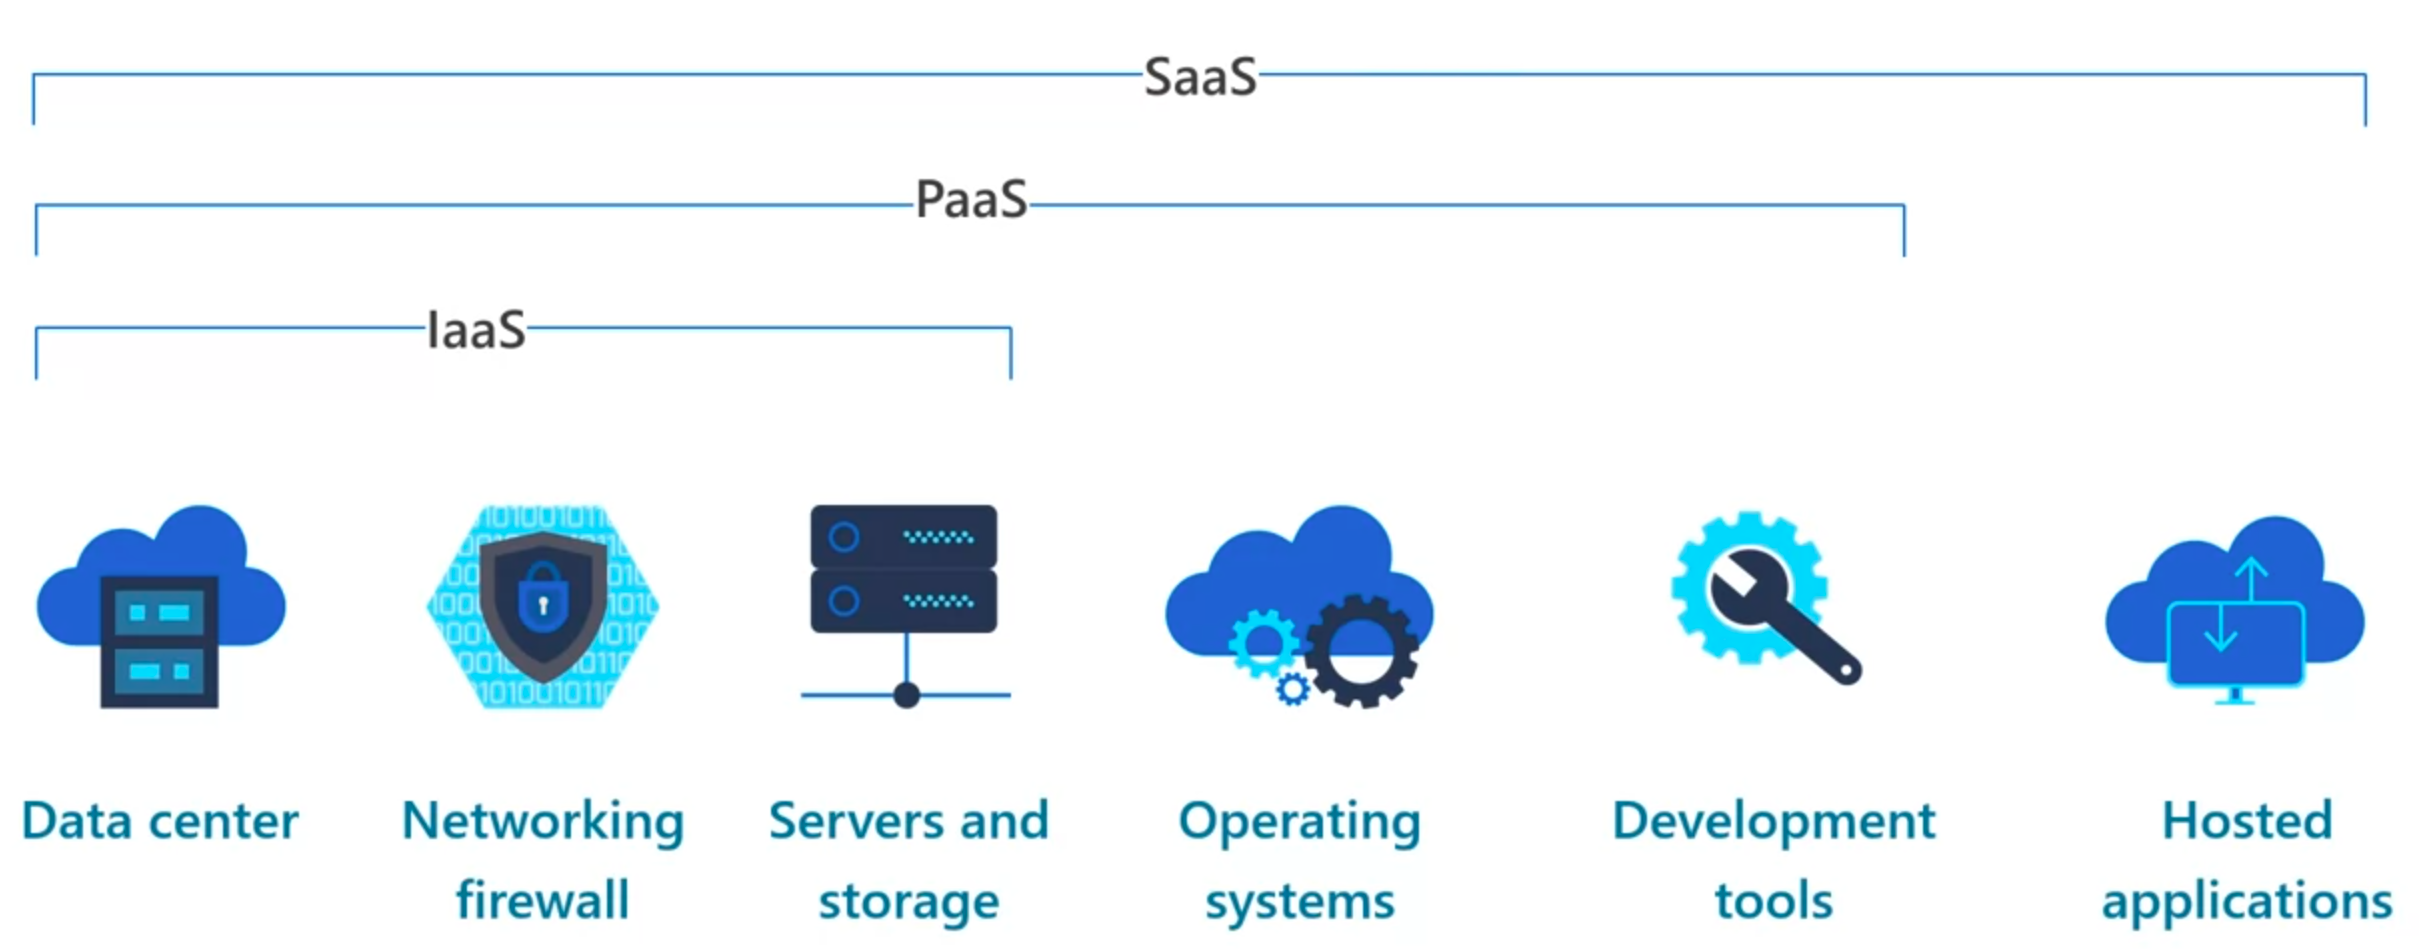 SaaS
PaaS
IaaS
Data center
Networking
firewall
Servers and
storage
Operating
systems
Development
tools
Hosted
applications